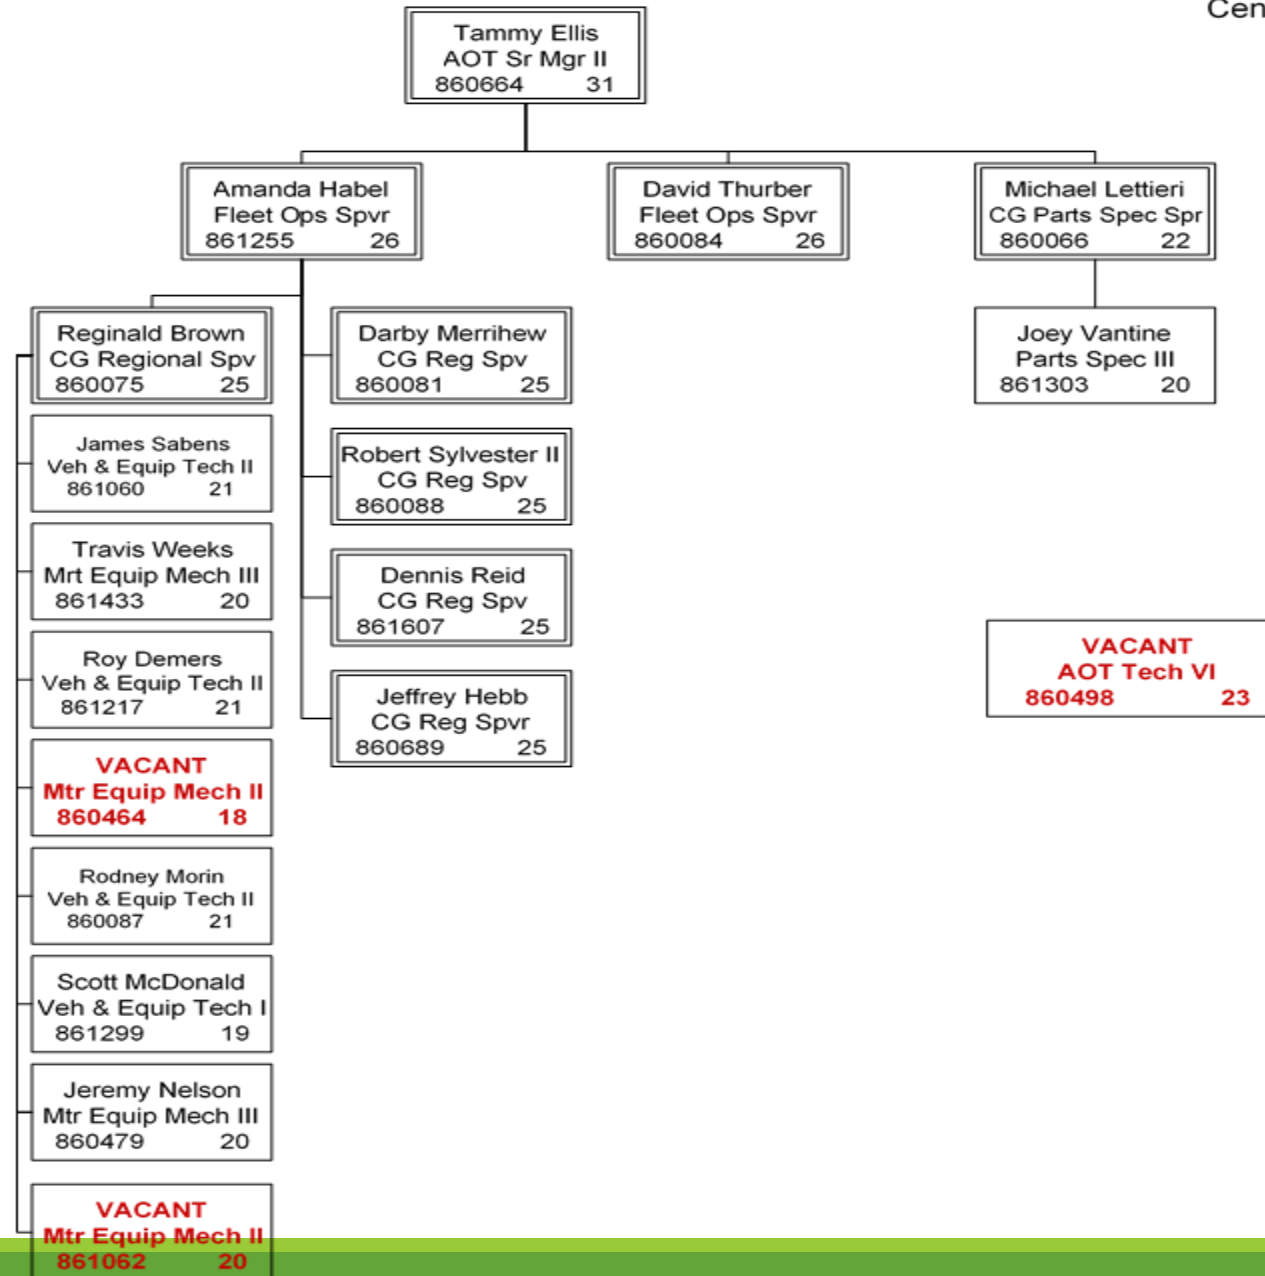 Cen
Tammy Ellis
AOT Sr Mgr II
860664 31
Amanda Habel
Fleet Ops Spvr
861255 26
David Thurber
Fleet Ops Spvr
860084 26
Michael Lettieri
CG Parts Spec Spr
860066 22
Reginald Brown
CG Regional Spv
860075 25
Darby Merrihew
CG Reg Spv
860081 25
Joey Vantine
Parts Spec III
861303 20
James Sabens
Veh & Equip Tech II
861060 21
Robert Sylvester II
CG Reg Spv
860088 25
Travis Weeks
Mrt Equip Mech III
861433 20
Dennis Reid
CG Reg Spv
861607 25
Roy Demers
Veh & Equip Tech II
861217 21
Jeffrey Hebb
CG Reg Spvr
860689 25
VACANT
AOT Tech VI
860498 23
VACANT
Mtr Equip Mech II
860464 18
Rodney Morin
Veh & Equip Tech II
860087 21
Scott McDonald
Veh & Equip Tech I
861299 19
Jeremy Nelson
Mtr Equip Mech III
860479 20
VACANT
Mtr Equip Mech II
861062 20